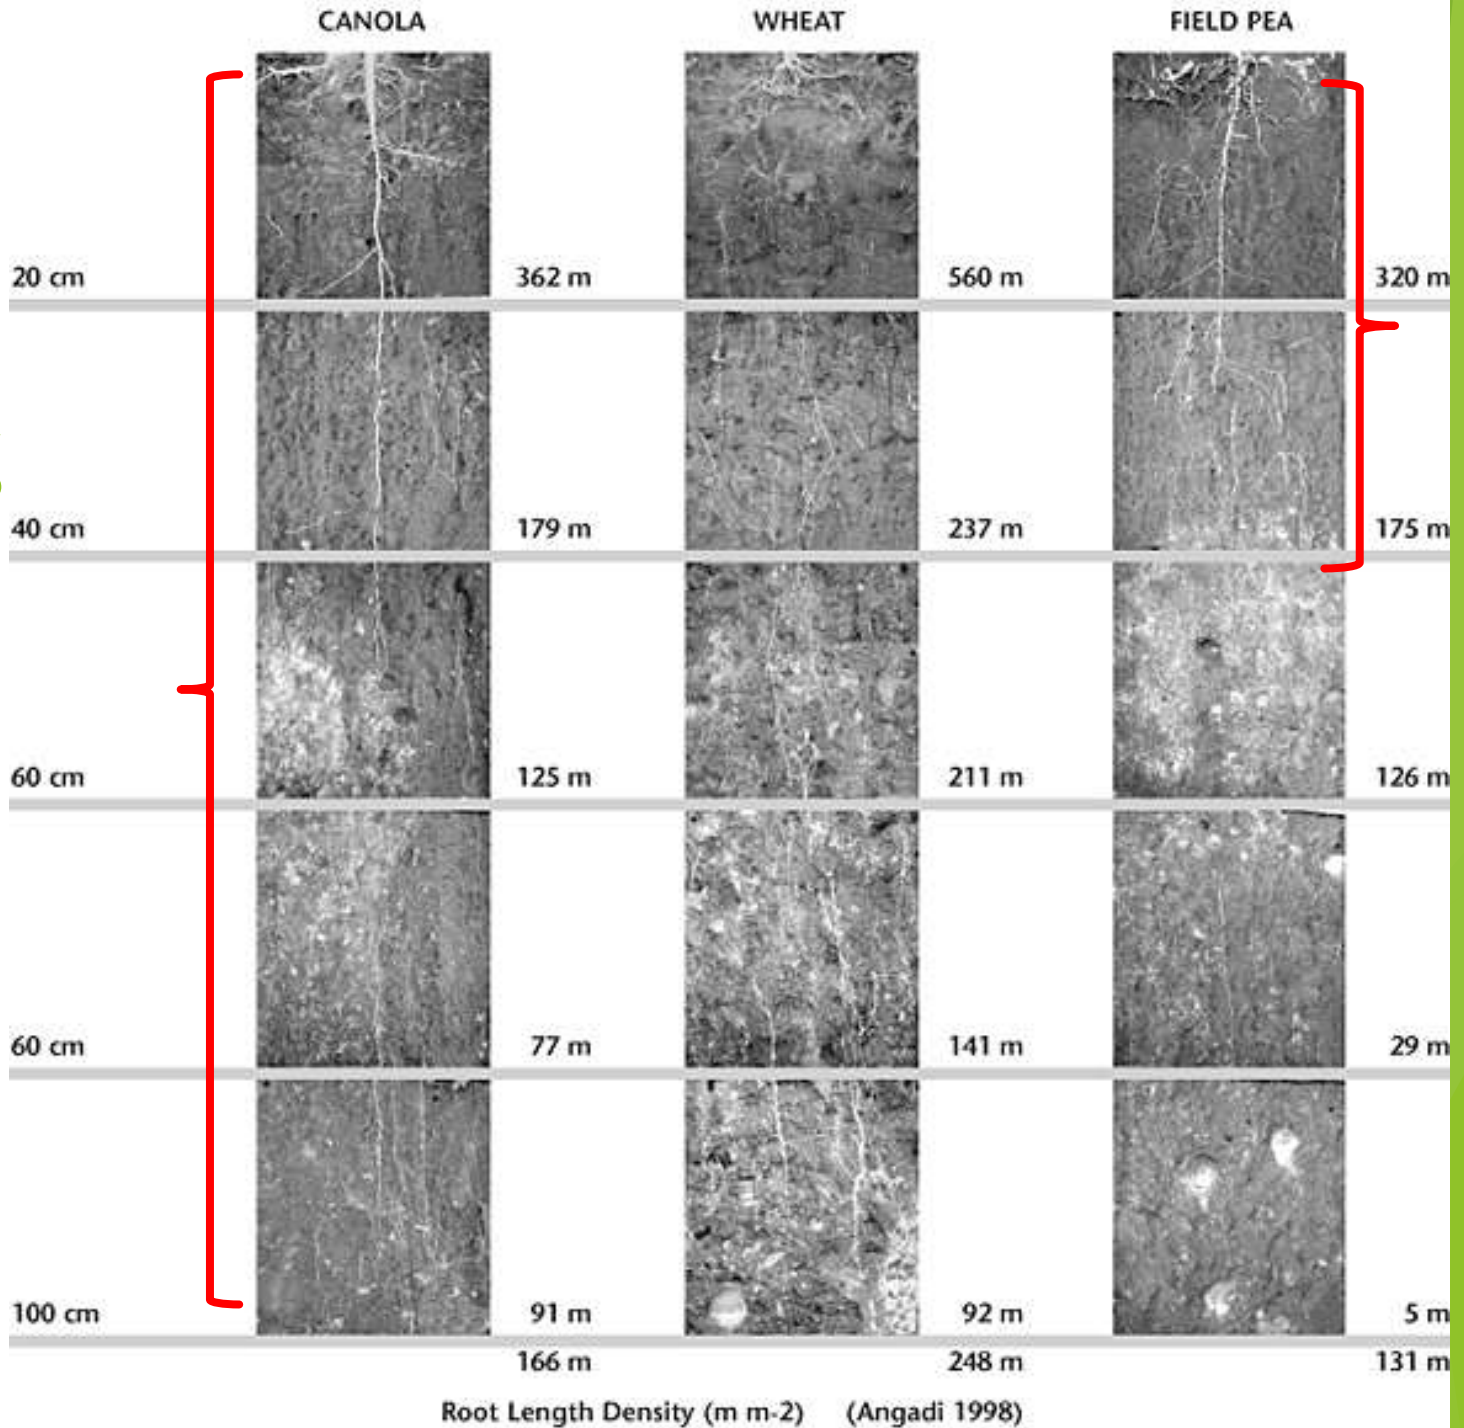 CANOLA WHEAT FIELD PEA
20 cm 362 m 560 m 320 m
40 cm 179 m 237 m 175 m
60 cm 125 m 211 m 126 m
60 cm 77 m 141 m 29 m
100 cm 91 m 92 m 5 m
166 m 248 m 131 m
Root Length Density (m m-2) (Angadi 1998)